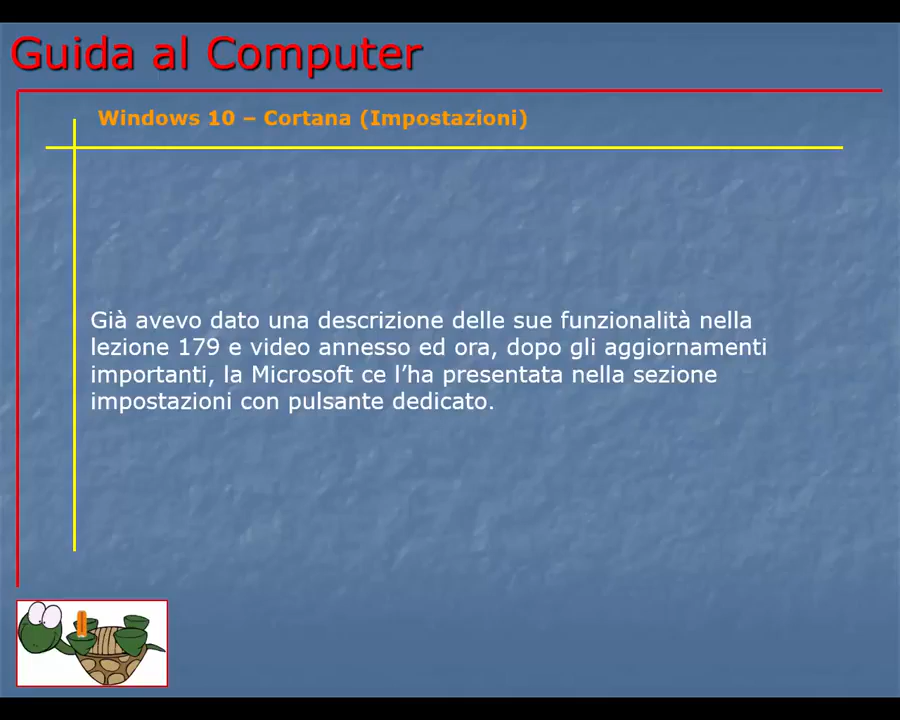 Guida al Computer
Windows 10 – Cortana (Impostazioni)
Già avevo dato una descrizione delle sue funzionalità nella
lezione 179 e video annesso ed ora, dopo gli aggiornamenti
importanti, la Microsoft ce l’ha presentata nella sezione
impostazioni con pulsante dedicato.